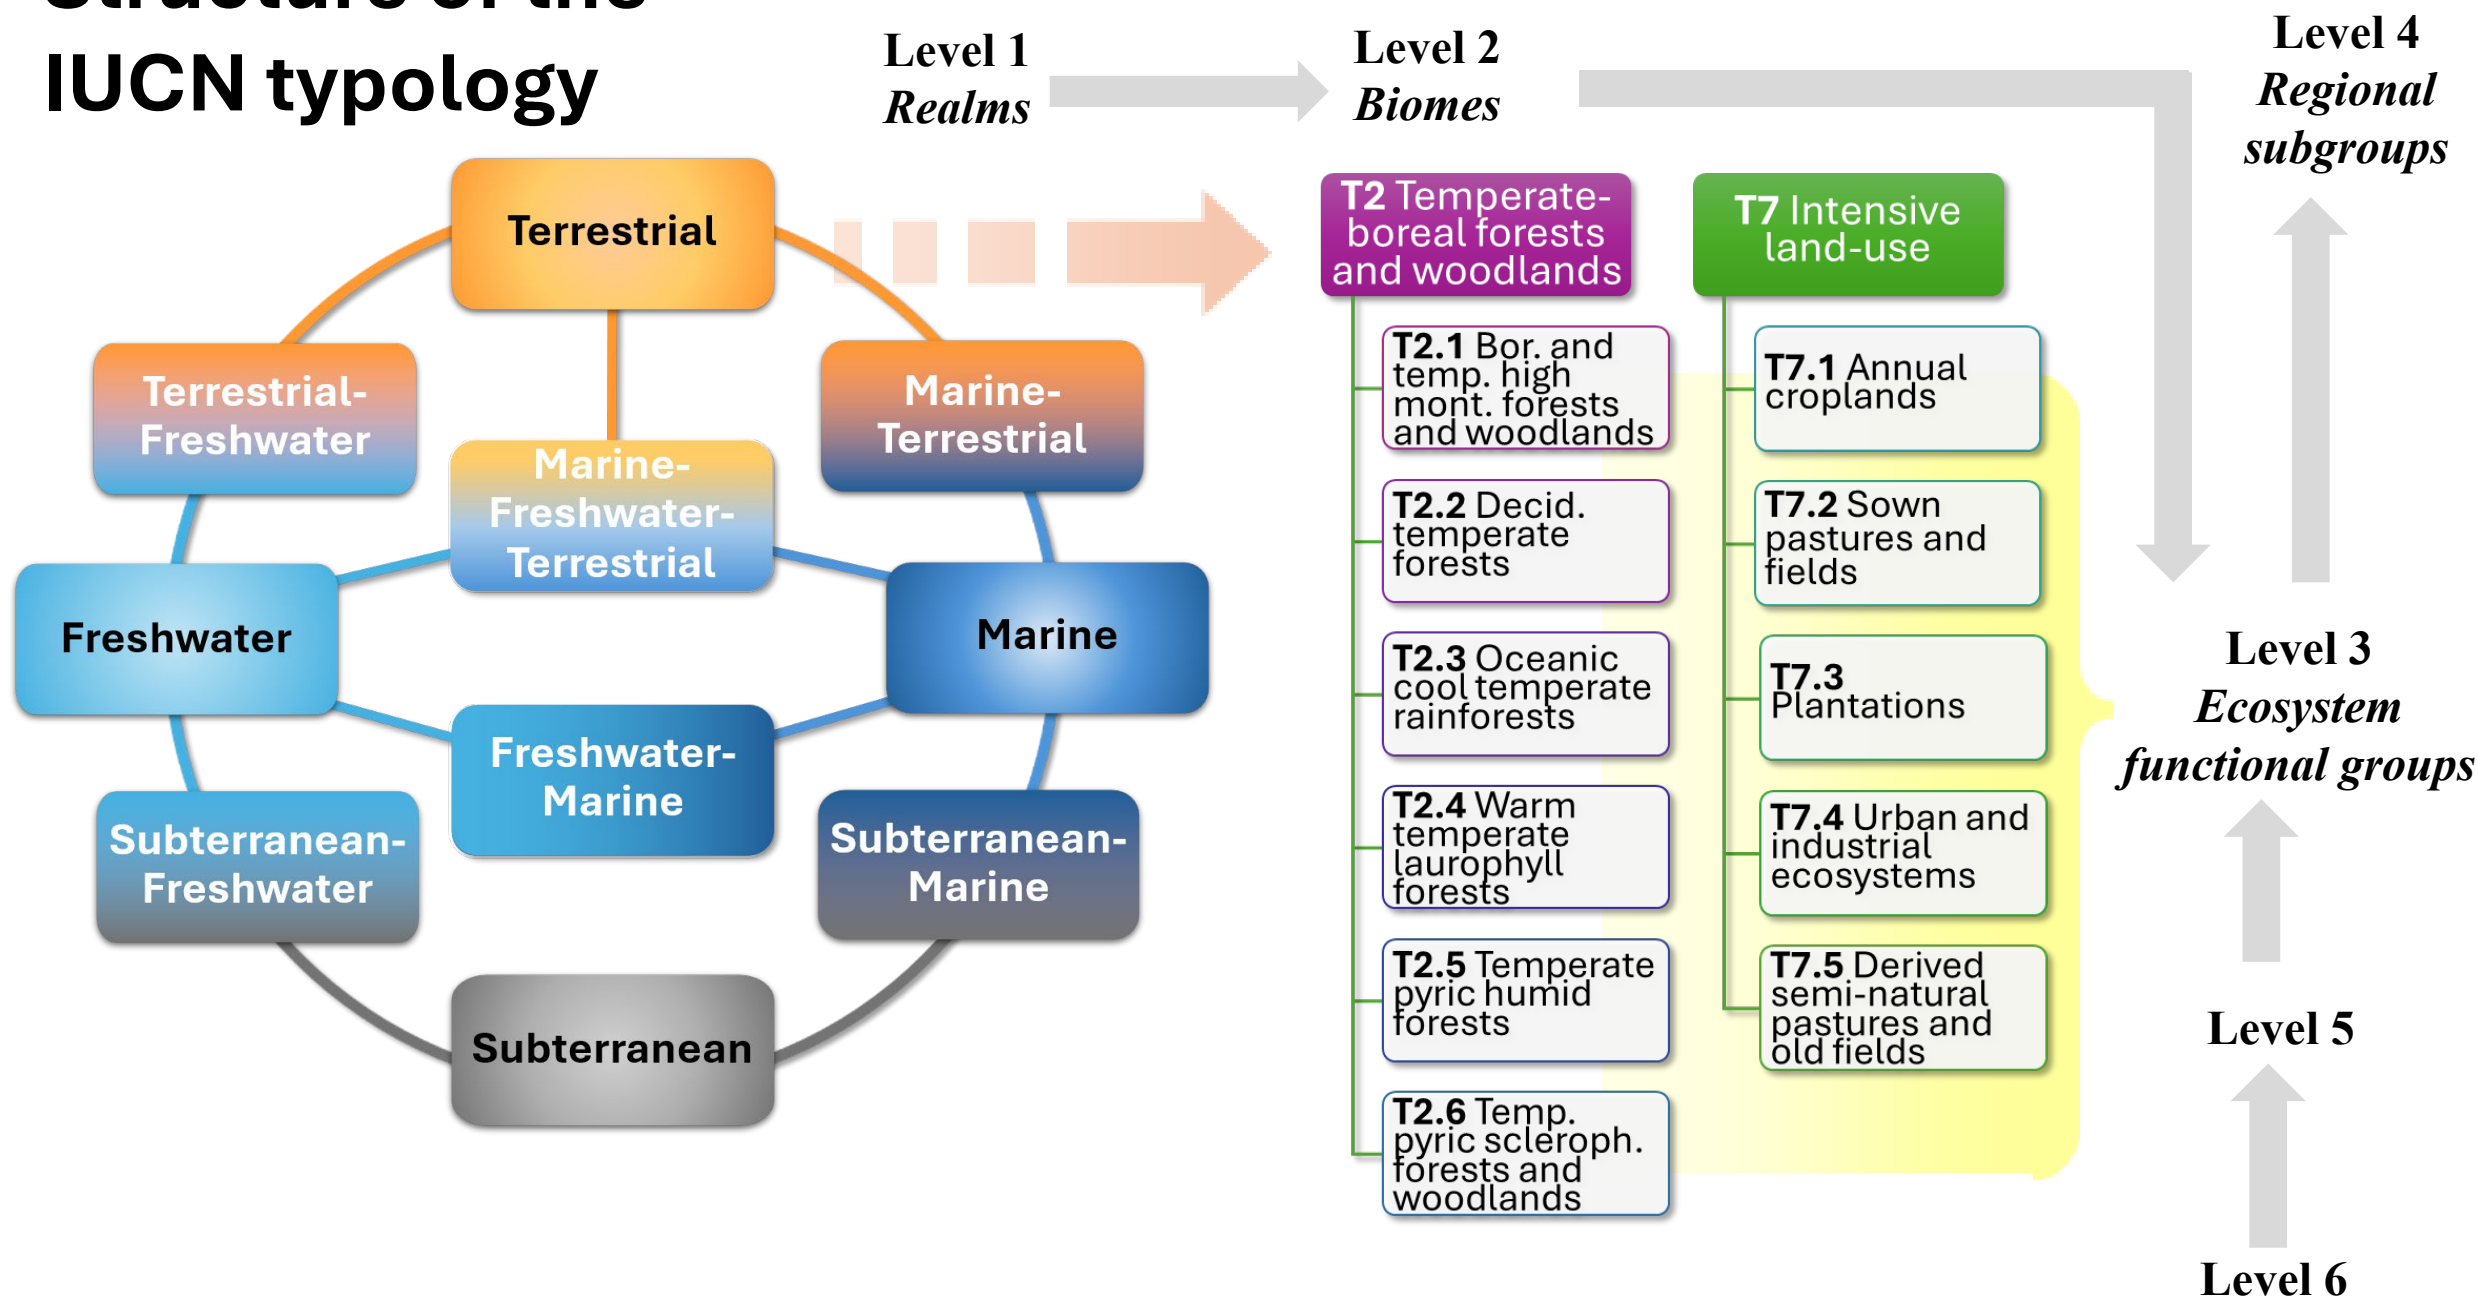 Structure of the
IUCN typology
Level 1
Realms
Level 2
Biomes
Level 4
Regional
subgroups
Terrestrial
Terrestrial-
Freshwater
Marine-
Terrestrial
Marine-
Freshwater-
Terrestrial
Freshwater
Marine
Freshwater-
Marine
Subterranean-
Freshwater
Subterranean-
Marine
Subterranean
T2 Temperate-
boreal forests
and woodlands
T2.1 Bor. and
temp. high
mont. forests
and woodlands
T2.2 Decid.
temperate
forests
T2.3 Oceanic
cool temperate
rainforests
T2.4 Warm
temperate
laurophyll
forests
T2.5 Temperate
pyric humid
forests
T2.6 Temp.
pyric scleroph.
forests and
woodlands
T7 Intensive
land-use
T7.1 Annual
croplands
T7.2 Sown
pastures and
fields
T7.3
Plantations
T7.4 Urban and
industrial
ecosystems
T7.5 Derived
semi-natural
pastures and
old fields
Level 3
Ecosystem
functional groups
Level 5
Level 6